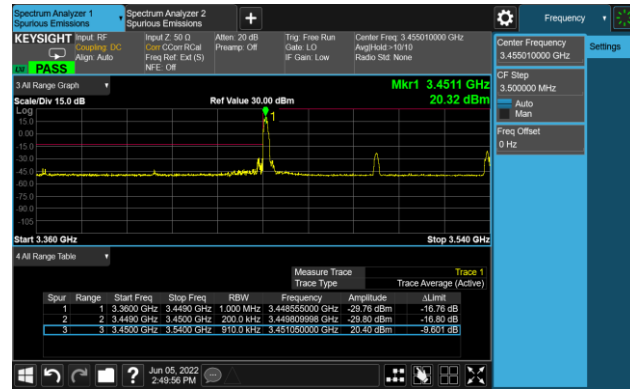 Spectrum Analyzer 1
Spurious Emissions
Spectrum Analyzer 2
Spurious Emissions
Frequency
KEYSIGHT
Input: RF
Coupling: DC
Align: Auto
Input Z: 50 Ω
Corr CCorr RCal
Freq Ref: Ext (S)
NFE: Off
Atten: 20 dB
Preamp: Off
Trig: Free Run
Gate: LO
IF Gain: Low
Center Freq: 3.455010000 GHz
Avg|Hold:>10/10
Radio Std: None
PASS
Center Frequency
3.455010000 GHz
Settings
CF Step
3.500000 MHz
Auto
Man
Freq Offset
0 Hz
3 All Range Graph
Mkr1 3.4511 GHz
Scale/Div 15.0 dB
Ref Value 30.00 dBm
20.32 dBm
Log
15.0
0.00
-15.0
-30.0
-45.0
-60.0
-75.0
-90.0
-105
1
Start 3.360 GHz
Stop 3.540 GHz
4 All Range Table
Measure Trace Trace 1
Trace Type Trace Average (Active)
Spur Range Start Freq Stop Freq RBW Frequency Amplitude ΔLimit
1 1 3.3600 GHz 3.4490 GHz 1.000 MHz 3.448555000 GHz -29.76 dBm -16.76 dB
2 2 3.4490 GHz 3.4500 GHz 200.0 kHz 3.449809998 GHz -29.80 dBm -16.80 dB
3 3 3.4500 GHz 3.5400 GHz 910.0 kHz 3.451050000 GHz 20.40 dBm -9.601 dB
Jun 05, 2022
2:49:56 PM